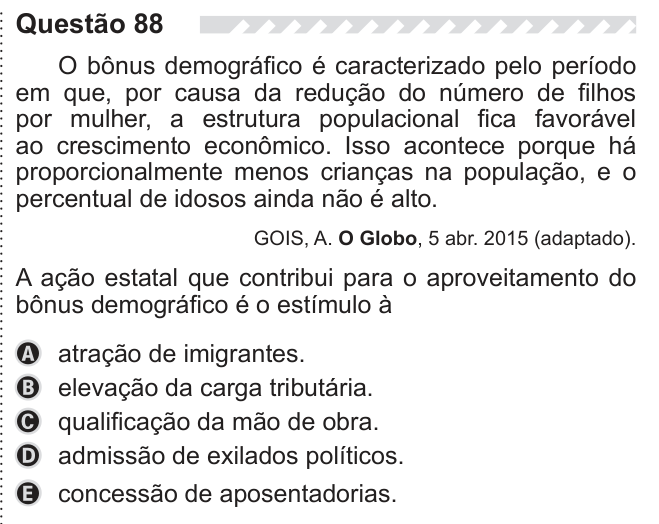 Questão 88
O bônus demográfico é caracterizado pelo período
em que, por causa da redução do número de filhos
por mulher, a estrutura populacional fica favorável
ao crescimento econômico. Isso acontece porque há
proporcionalmente menos crianças na população, e o
percentual de idosos ainda não é alto.
GOIS, A. O Globo, 5 abr. 2015 (adaptado).
A ação estatal que contribui para o aproveitamento do
bônus demográfico é o estímulo à
A atração de imigrantes.
B elevação da carga tributária.
C qualificação da mão de obra.
D admissão de exilados políticos.
E concessão de aposentadorias.